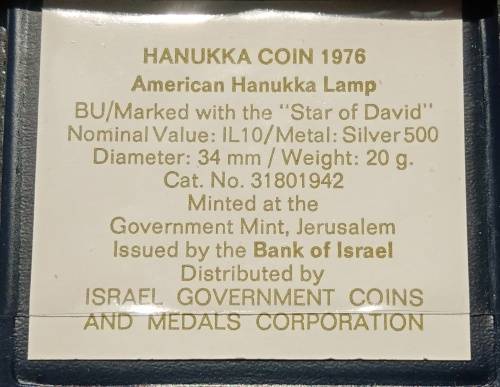 HANUKKA COIN 1976
American Hanukka Lamp
BU/Marked with the "Star of David"
Nominal Value: IL10/Metal: Silver 500
Diameter: 34 mm / Weight: 20 g.
Cat. No. 31801942
Minted at the
Government Mint, Jerusalem
Issued by the Bank of Israel
Distributed by
ISRAEL GOVERNMENT COINS
AND MEDALS CORPORATION